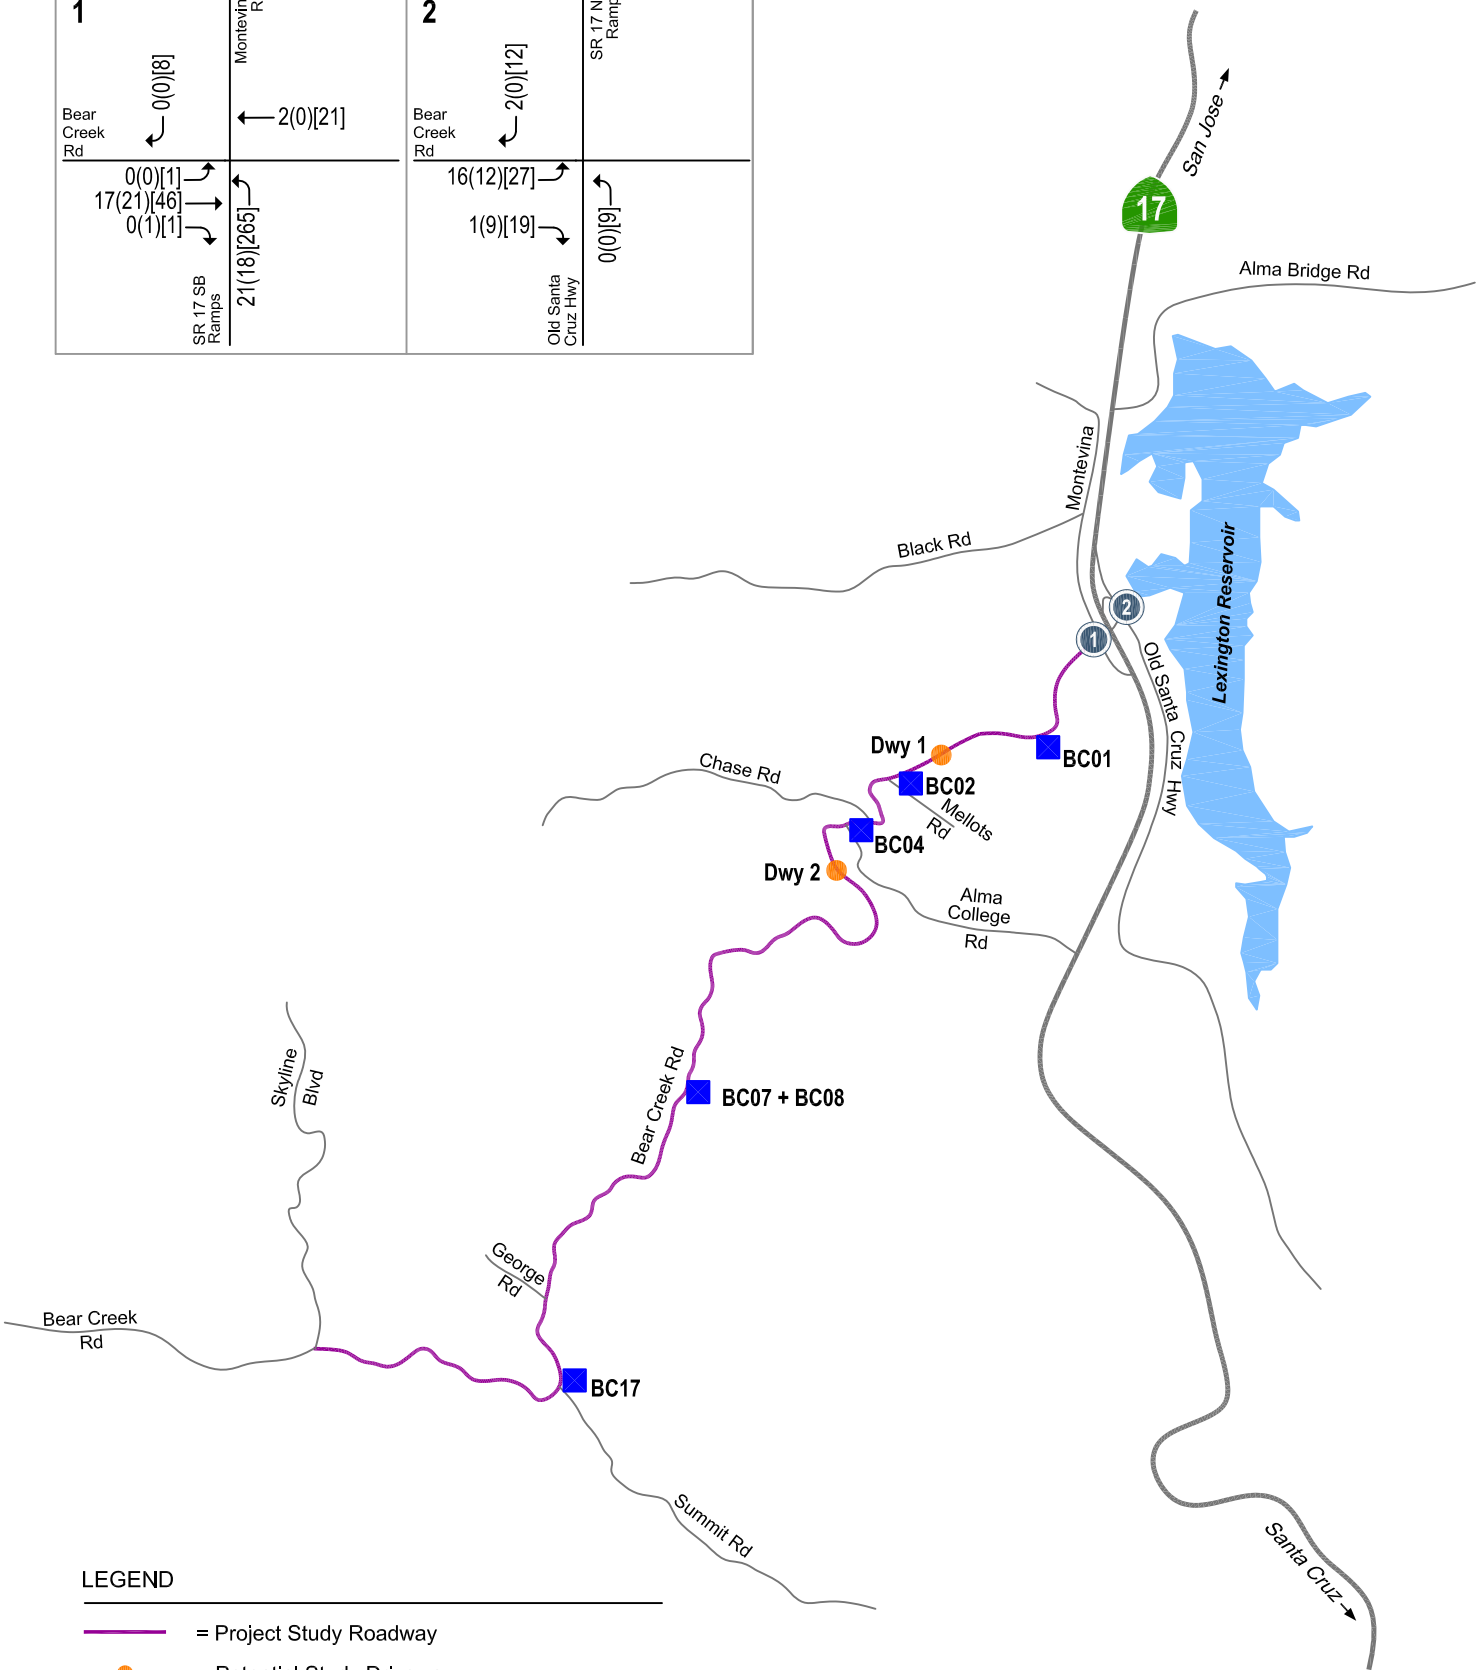 1
Montevin
R
0(0)[8]
2(0)[21]
Bear
Creek
Rd
0(0)[1]
17(21)[46]
0(1)[1]
21(18)[265]
SR 17 SB
Ramps
2
SR 17 N
Ramp
2(0)[12]
Bear
Creek
Rd
16(12)[27]
1(9)[19]
0(0)[9]
Old Santa
Cruz Hwy
San Jose
17
Alma Bridge Rd
Montevina
Black Rd
Lexington Reservoir
2
1
Old Santa Cruz Hwy
Dwy 1
BC01
Chase Rd
BC02
Mellots
Rd
BC04
Dwy 2
Alma
College
Rd
Skyline
Blvd
Bear Creek Rd
BC07 + BC08
George
Rd
Bear Creek
Rd
BC17
Summit Rd
Santa Cruz
LEGEND
= Project Study Roadway